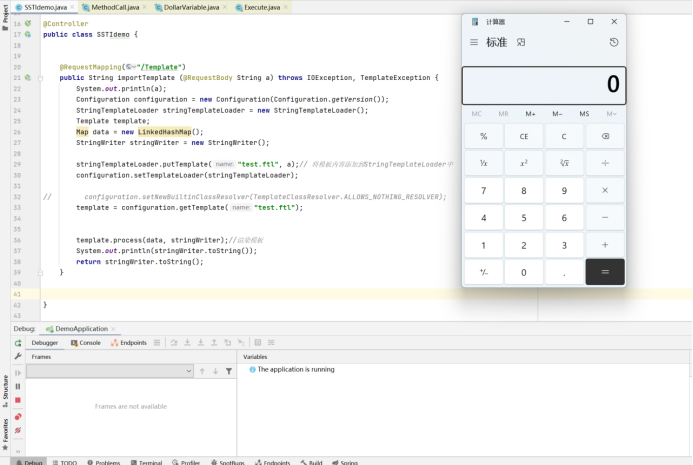 SSTIdemo.java × MethodCall.java × DollarVariable.java × Execute.java ×
Project
16 @Controller
17 public class SSTIdemo {
18
19
20 @RequestMapping("/Template")
21 public String importTemplate (@RequestBody String a) throws IOException, TemplateException {
22 System.out.println(a);
23 Configuration configuration = new Configuration(Configuration.getVersion());
24 StringTemplateLoader stringTemplateLoader = new StringTemplateLoader();
25 Template template;
26 Map data = new LinkedHashMap();
27 StringWriter stringWriter = new StringWriter();
28
29 stringTemplateLoader.putTemplate( name: "test.ftl", a);// 将模板内容添加到StringTemplateLoader中
30 configuration.setTemplateLoader(stringTemplateLoader);
31
32 // configuration.setNewBuiltinClassResolver(TemplateClassResolver.ALLOWS_NOTHING_RESOLVER);
33 template = configuration.getTemplate( name: "test.ftl");
34
35
36 template.process(data, stringWriter);//渲染模板
37 System.out.println(stringWriter.toString());
38 return stringWriter.toString();
39 }
40
41
42 }
43
计算器
标准
0
MC MR M+ M− MS M˅
% CE C
⅟x x² ²√x ÷
7 8 9 ×
4 5 6 −
1 2 3 +
+/− 0 . =
Debug: DemoApplication ×
Debugger Console Endpoints
Frames
Variables
The application is running
Frames are not available
Structure
Favorites
Debug TODO Problems Terminal Profiler SpotBugs Endpoints Build Spring